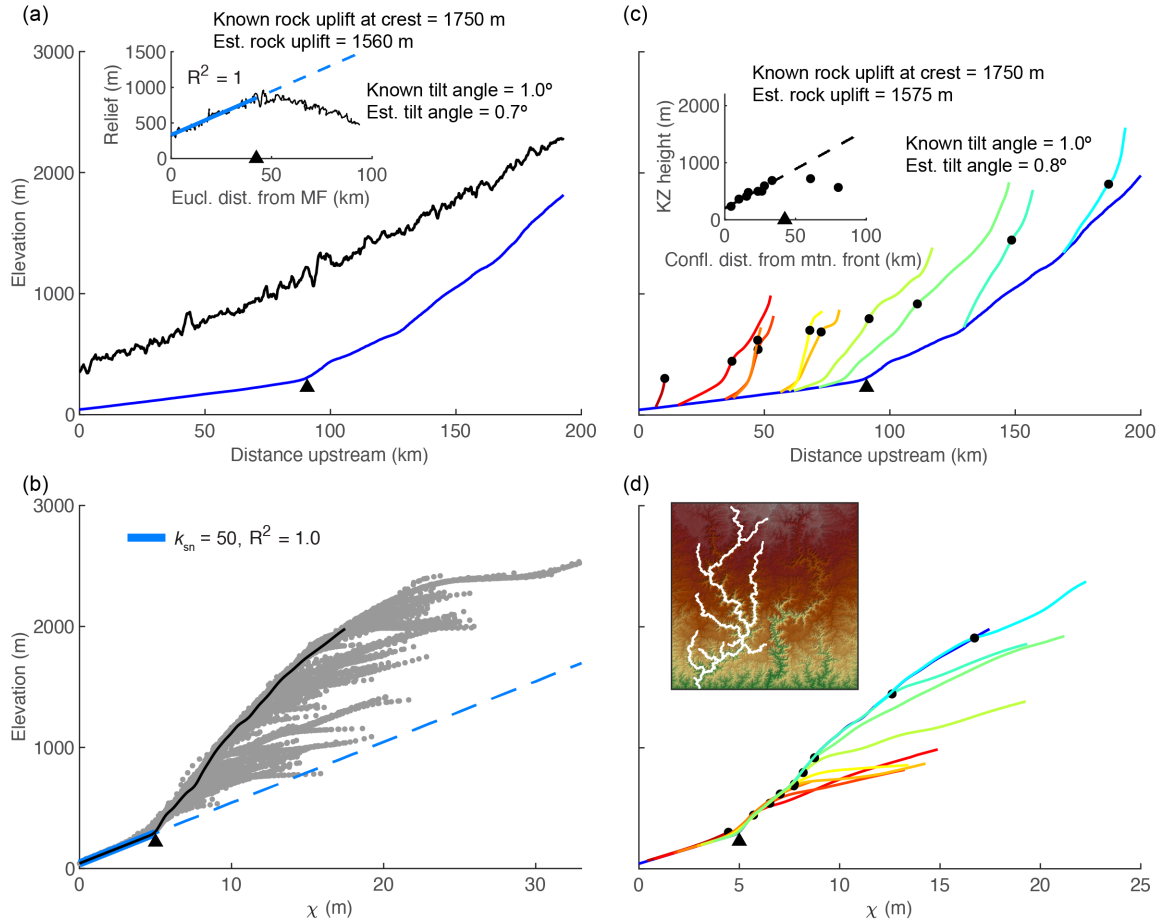 (a)
Known rock uplift at crest = 1750 m
Est. rock uplift = 1560 m
3000
2000
1000
0
Elevation (m)
1500
1000
500
0
Relief (m)
R² = 1
Known tilt angle = 1.0º
Est. tilt angle = 0.7º
0 50 100
Eucl. dist. from MF (km)
0 50 100 150 200
Distance upstream (km)
(c)
Known rock uplift at crest = 1750 m
Est. rock uplift = 1575 m
2000
1000
0
KZ height (m)
Known tilt angle = 1.0º
Est. tilt angle = 0.8º
0 50 100
Confl. dist. from mtn. front (km)
0 50 100 150 200
Distance upstream (km)
(b)
3000
2000
1000
0
Elevation (m)
ksn = 50, R² = 1.0
0 10 20 30
χ (m)
(d)
0 5 10 15 20 25
χ (m)